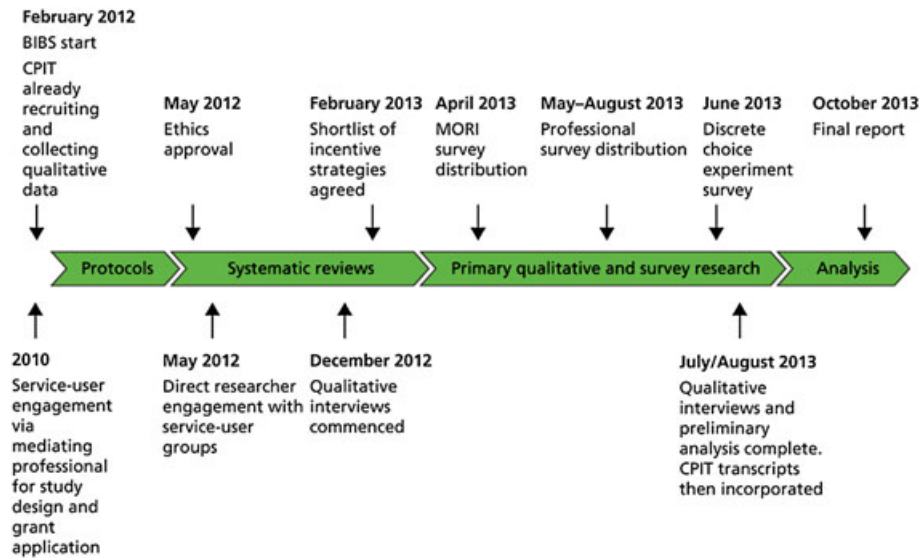 February 2012
BIBS start
CPIT
already
recruiting
and
collecting
qualitative
data
May 2012
Ethics
approval
February 2013
Shortlist of
incentive
strategies
agreed
April 2013
MORI
survey
distribution
May–August 2013
Professional
survey distribution
June 2013
Discrete
choice
experiment
survey
October 2013
Final report
Protocols
Systematic reviews
Primary qualitative and survey research
Analysis
2010
Service-user
engagement
via
mediating
professional
for study
design and
grant
application
May 2012
Direct researcher
engagement with
service-user
groups
December 2012
Qualitative
interviews
commenced
July/August 2013
Qualitative
interviews and
preliminary
analysis complete.
CPIT transcripts
then incorporated